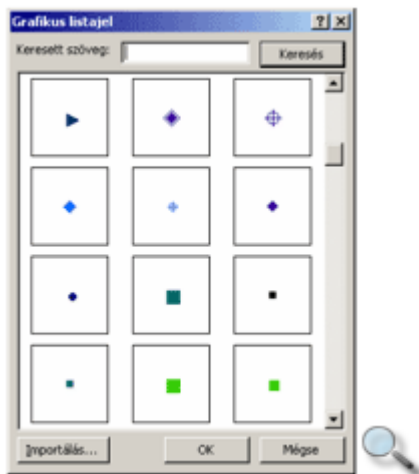 Grafikus listajel
Keresett szöveg:
Keresés
Importálás...
OK
Mégse